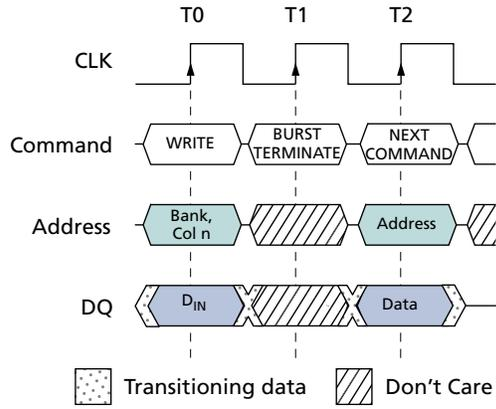 T0 T1 T2
CLK
Command WRITE BURST TERMINATE NEXT COMMAND
Address Bank, Col n Address
DQ DIN Data
Transitioning data Don't Care